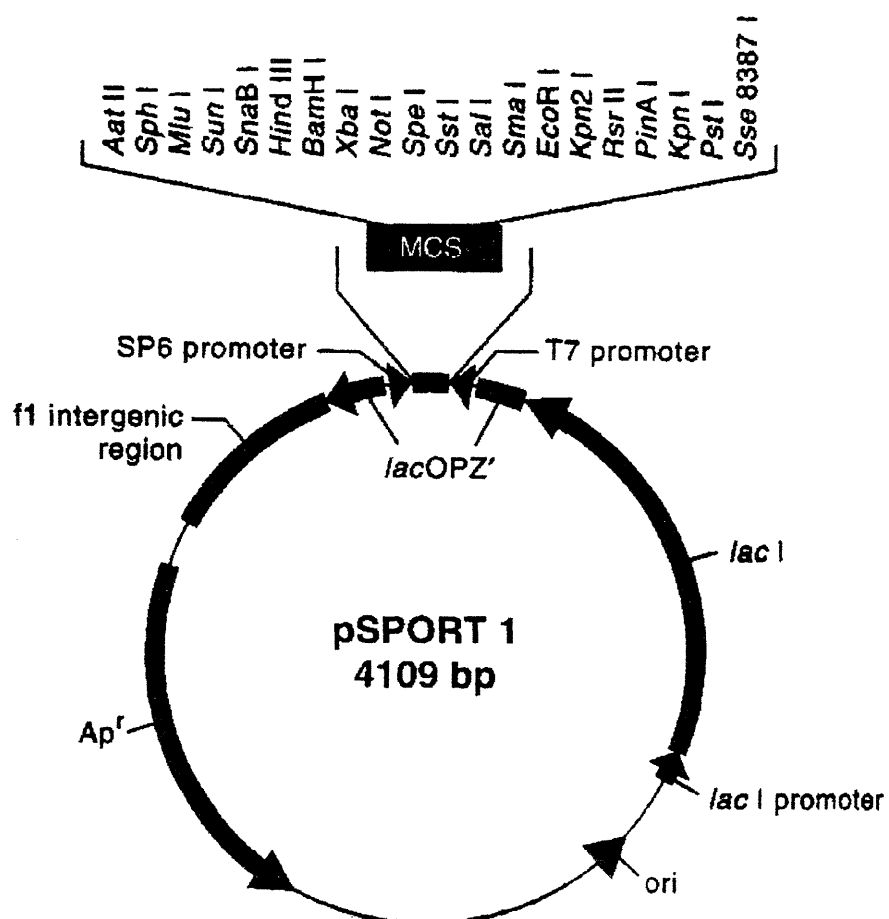 Aat II
Sph I
Mlu I
Sun I
SnaB I
Hind III
BamH I
Xba I
Not I
Spe I
Sst I
Sal I
Sma I
EcoR I
Kpn2 I
Rsr II
PinA I
Kpn I
Pst I
Sse 8387 I
MCS
SP6 promoter
T7 promoter
f1 intergenic
region
lacOPZ'
lac I
pSPORT 1
4109 bp
Apʳ
lac I promoter
ori